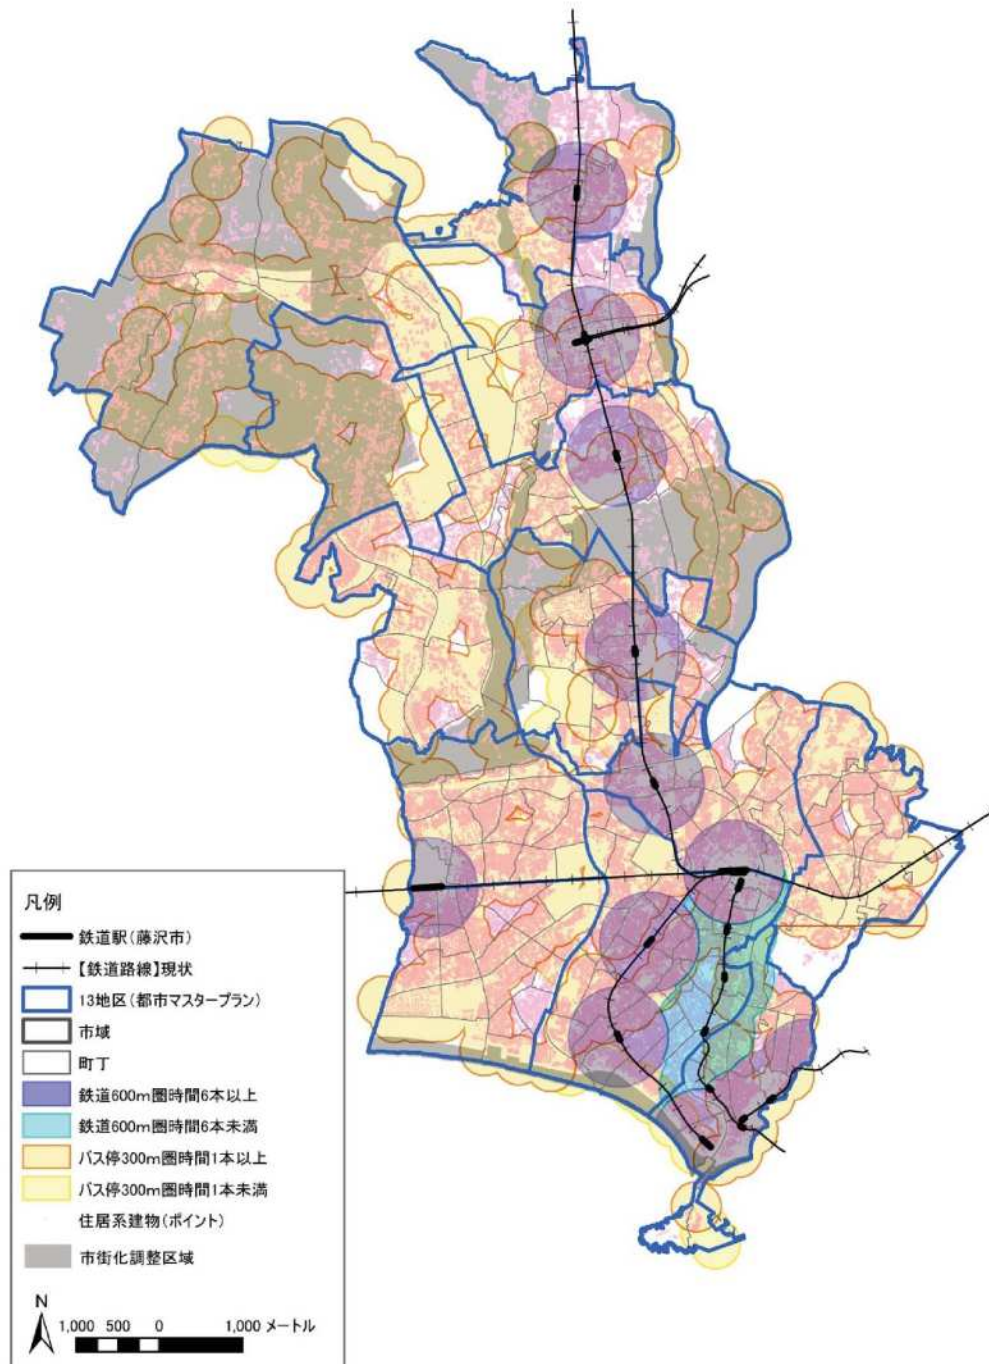 凡例
鉄道駅(藤沢市)
【鉄道路線】現状
13地区(都市マスタープラン)
市域
町丁
鉄道600m圏時間6本以上
鉄道600m圏時間6本未満
バス停300m圏時間1本以上
バス停300m圏時間1本未満
住居系建物(ポイント)
市街化調整区域
N
1,000 500 0 1,000 メートル